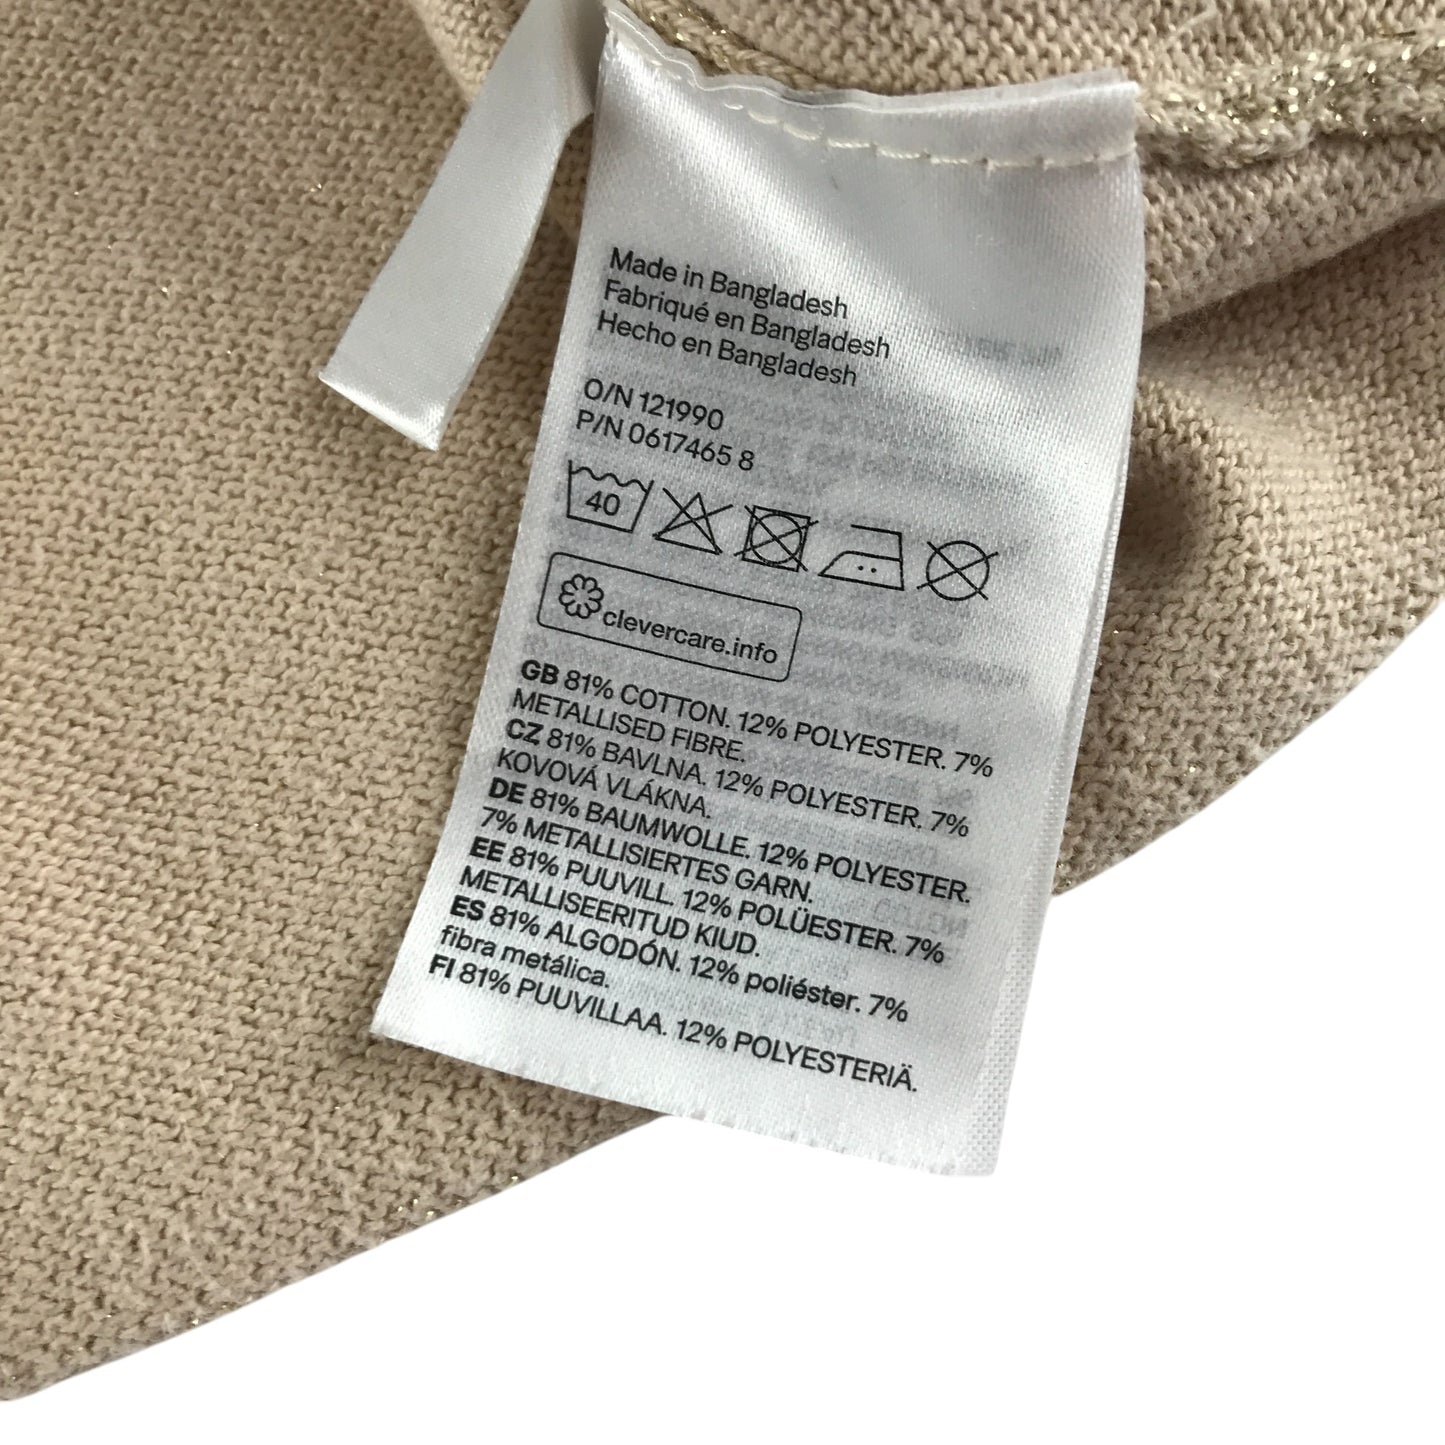 Made in Bangladesh
Fabriqué en Bangladesh
Hecho en Bangladesh
O/N 121990
P/N 0617465 8
40
clevercare.info
GB 81% COTTON. 12% POLYESTER. 7%
METALLISED FIBRE.
CZ 81% BAVLNA. 12% POLYESTER. 7%
KOVOVÁ VLÁKNA.
DE 81% BAUMWOLLE. 12% POLYESTER.
7% METALLISIERTES GARN.
EE 81% PUUVILL. 12% POLÜESTER. 7%
METALLISEERITUD KIUD.
ES 81% ALGODÓN. 12% poliéster. 7%
fibra metálica.
FI 81% PUUVILLAA. 12% POLYESTERIÄ.